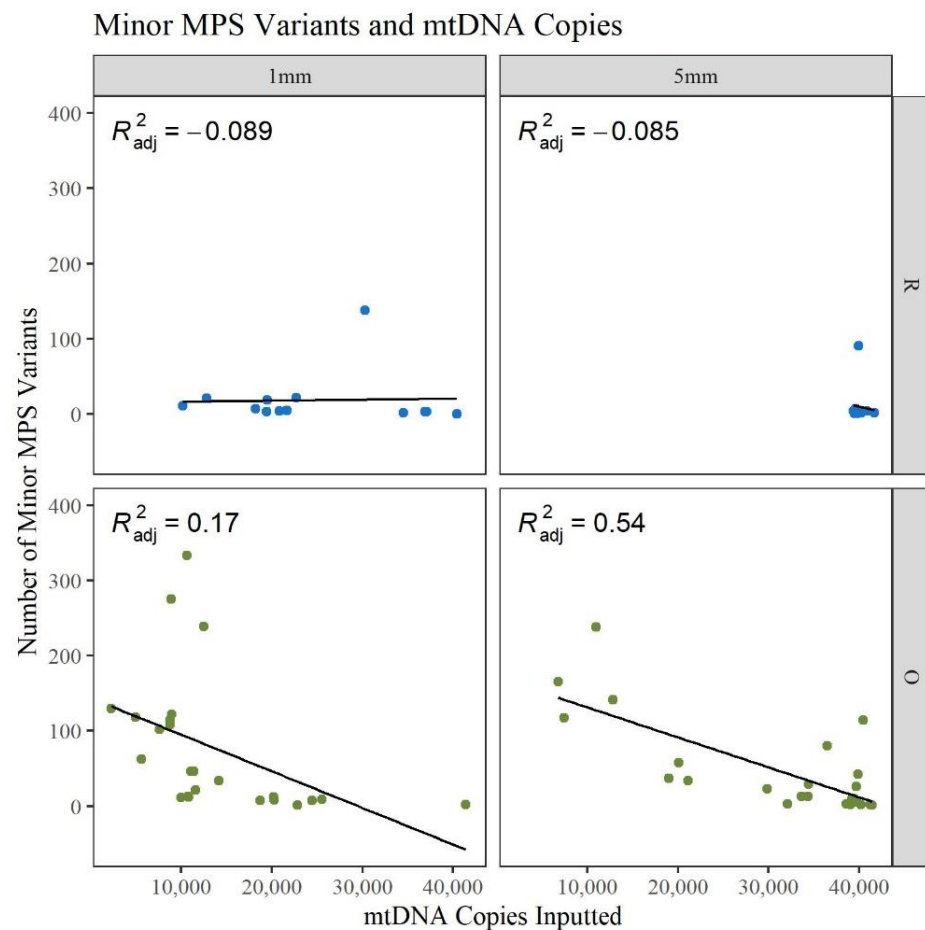 Minor MPS Variants and mtDNA Copies
1mm
5mm
R²adj = −0.089
R²adj = −0.085
400
300
200
100
0
R
R²adj = 0.17
R²adj = 0.54
400
300
200
100
0
O
Number of Minor MPS Variants
10,000 20,000 30,000 40,000
10,000 20,000 30,000 40,000
mtDNA Copies Inputted